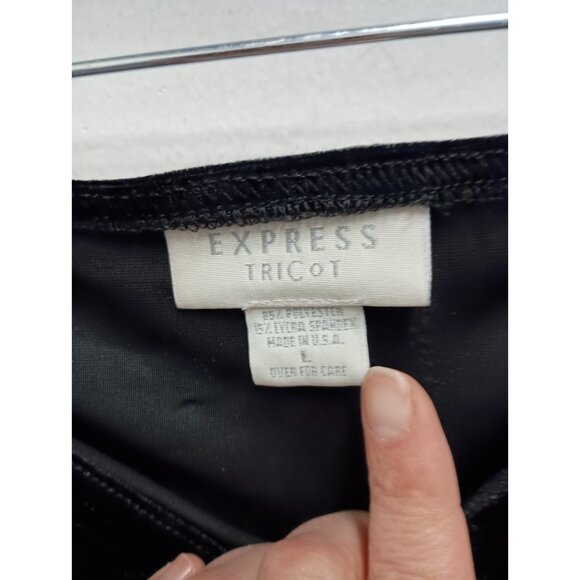 EXPRESS
TRICOT
85% POLYESTER
15% LYCRA SPANDEX
MADE IN U.S.A.
L
OVER FOR CARE